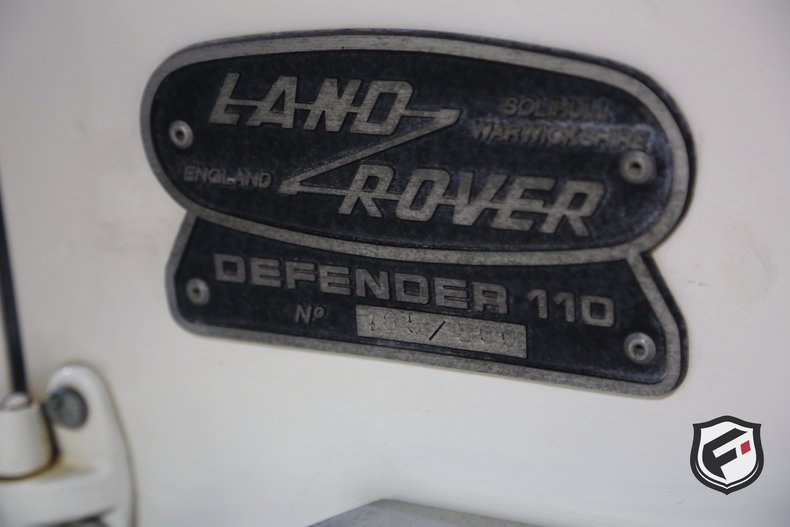 LAND
SOLIHULL
WARWICKSHIRE
ENGLAND
ROVER
DEFENDER 110
Nº